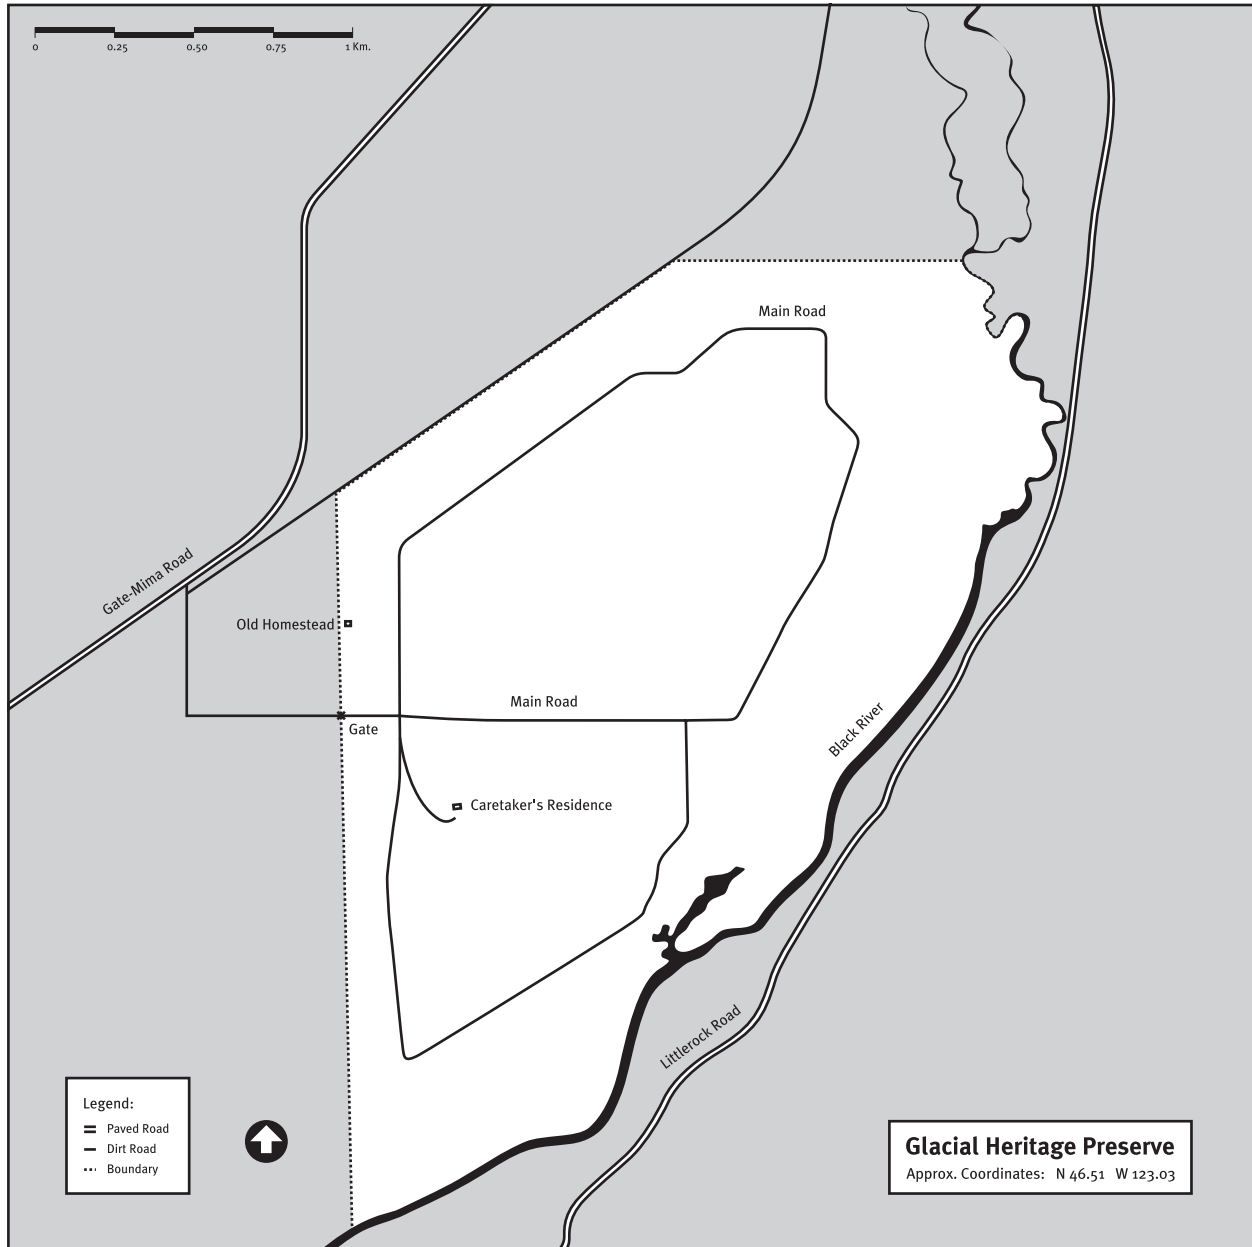 0 0.25 0.50 0.75 1 Km.
Main Road
Gate-Mima Road
Old Homestead
Main Road
Gate
Black River
Caretaker's Residence
Littlerock Road
Legend:
Paved Road
Dirt Road
Boundary
Glacial Heritage Preserve
Approx. Coordinates: N 46.51 W 123.03